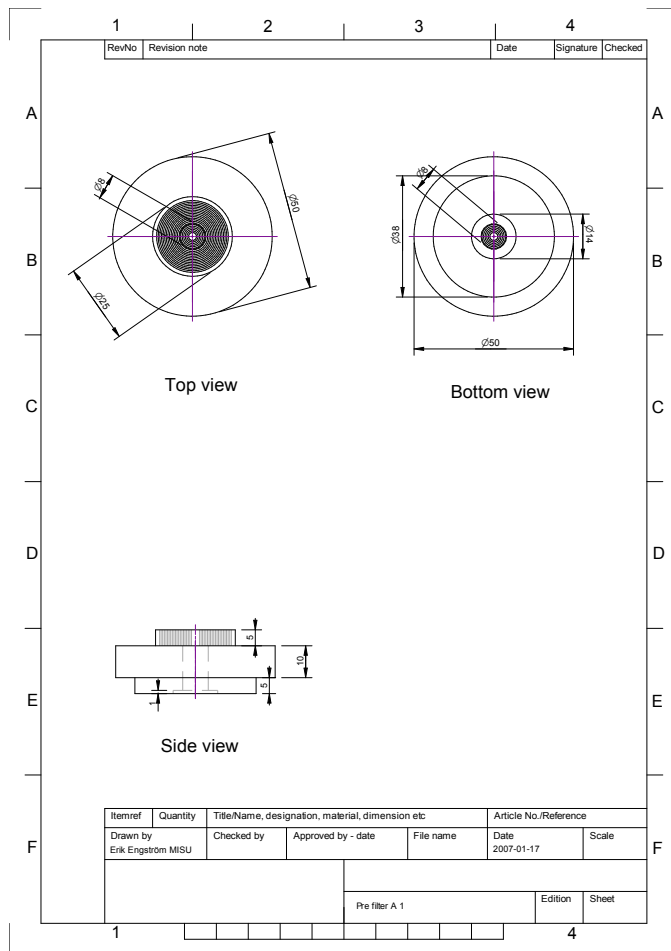 1 2 3 4
RevNo Revision note Date Signature Checked
A A
Ø8
Ø50
Ø25
Ø8
Ø38
Ø14
Ø50
B B
Top view
Bottom view
C C
D D
5
10
5
1
E E
Side view
Itemref Quantity Title/Name, designation, material, dimension etc Article No./Reference
Drawn by Checked by Approved by - date File name Date Scale
Erik Engström MISU 2007-01-17
F F
Pre filter A 1 Edition Sheet
1 4